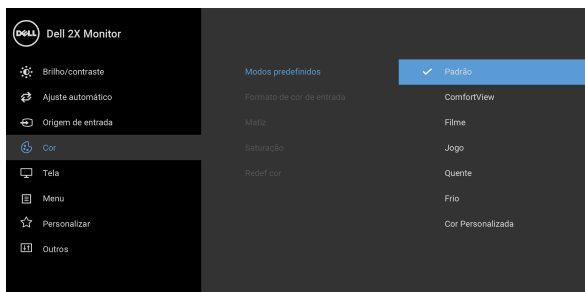 DELL Dell 2X Monitor
Brilho/contraste
Ajuste automático
Origem de entrada
Cor
Tela
Menu
Personalizar
Outros
Modos predefinidos
Formato de cor de entrada
Matiz
Saturação
Redef cor
Padrão
ComfortView
Filme
Jogo
Quente
Frio
Cor Personalizada